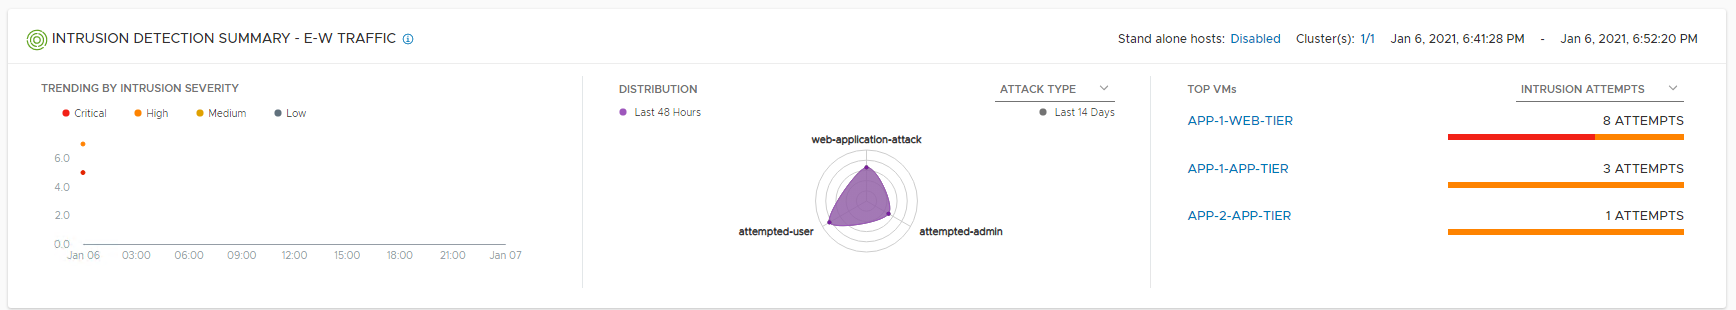 INTRUSION DETECTION SUMMARY - E-W TRAFFIC
Stand alone hosts: Disabled Cluster(s): 1/1 Jan 6, 2021, 6:41:28 PM - Jan 6, 2021, 6:52:20 PM
TRENDING BY INTRUSION SEVERITY
Critical High Medium Low
6.0
4.0
2.0
0.0
Jan 06 03:00 06:00 09:00 12:00 15:00 18:00 21:00 Jan 07
DISTRIBUTION
ATTACK TYPE
Last 48 Hours
Last 14 Days
web-application-attack
attempted-user
attempted-admin
TOP VMs
INTRUSION ATTEMPTS
APP-1-WEB-TIER 8 ATTEMPTS
APP-1-APP-TIER 3 ATTEMPTS
APP-2-APP-TIER 1 ATTEMPTS